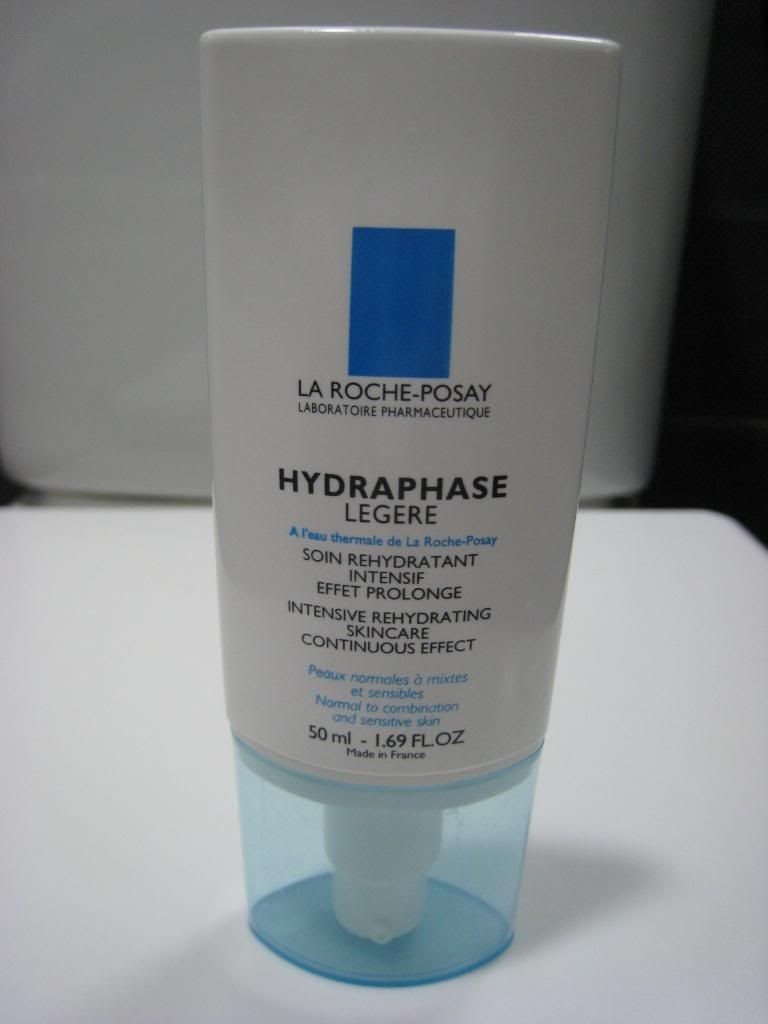 LA ROCHE-POSAY
LABORATOIRE PHARMACEUTIQUE
HYDRAPHASE
LEGERE
A l'eau thermale de La Roche-Posay
SOIN REHYDRATANT
INTENSIF
EFFET PROLONGE
INTENSIVE REHYDRATING
SKINCARE
CONTINUOUS EFFECT
Peaux normales à mixtes
et sensibles
Normal to combination
and sensitive skin
50 ml - 1.69 FL.OZ
Made in France